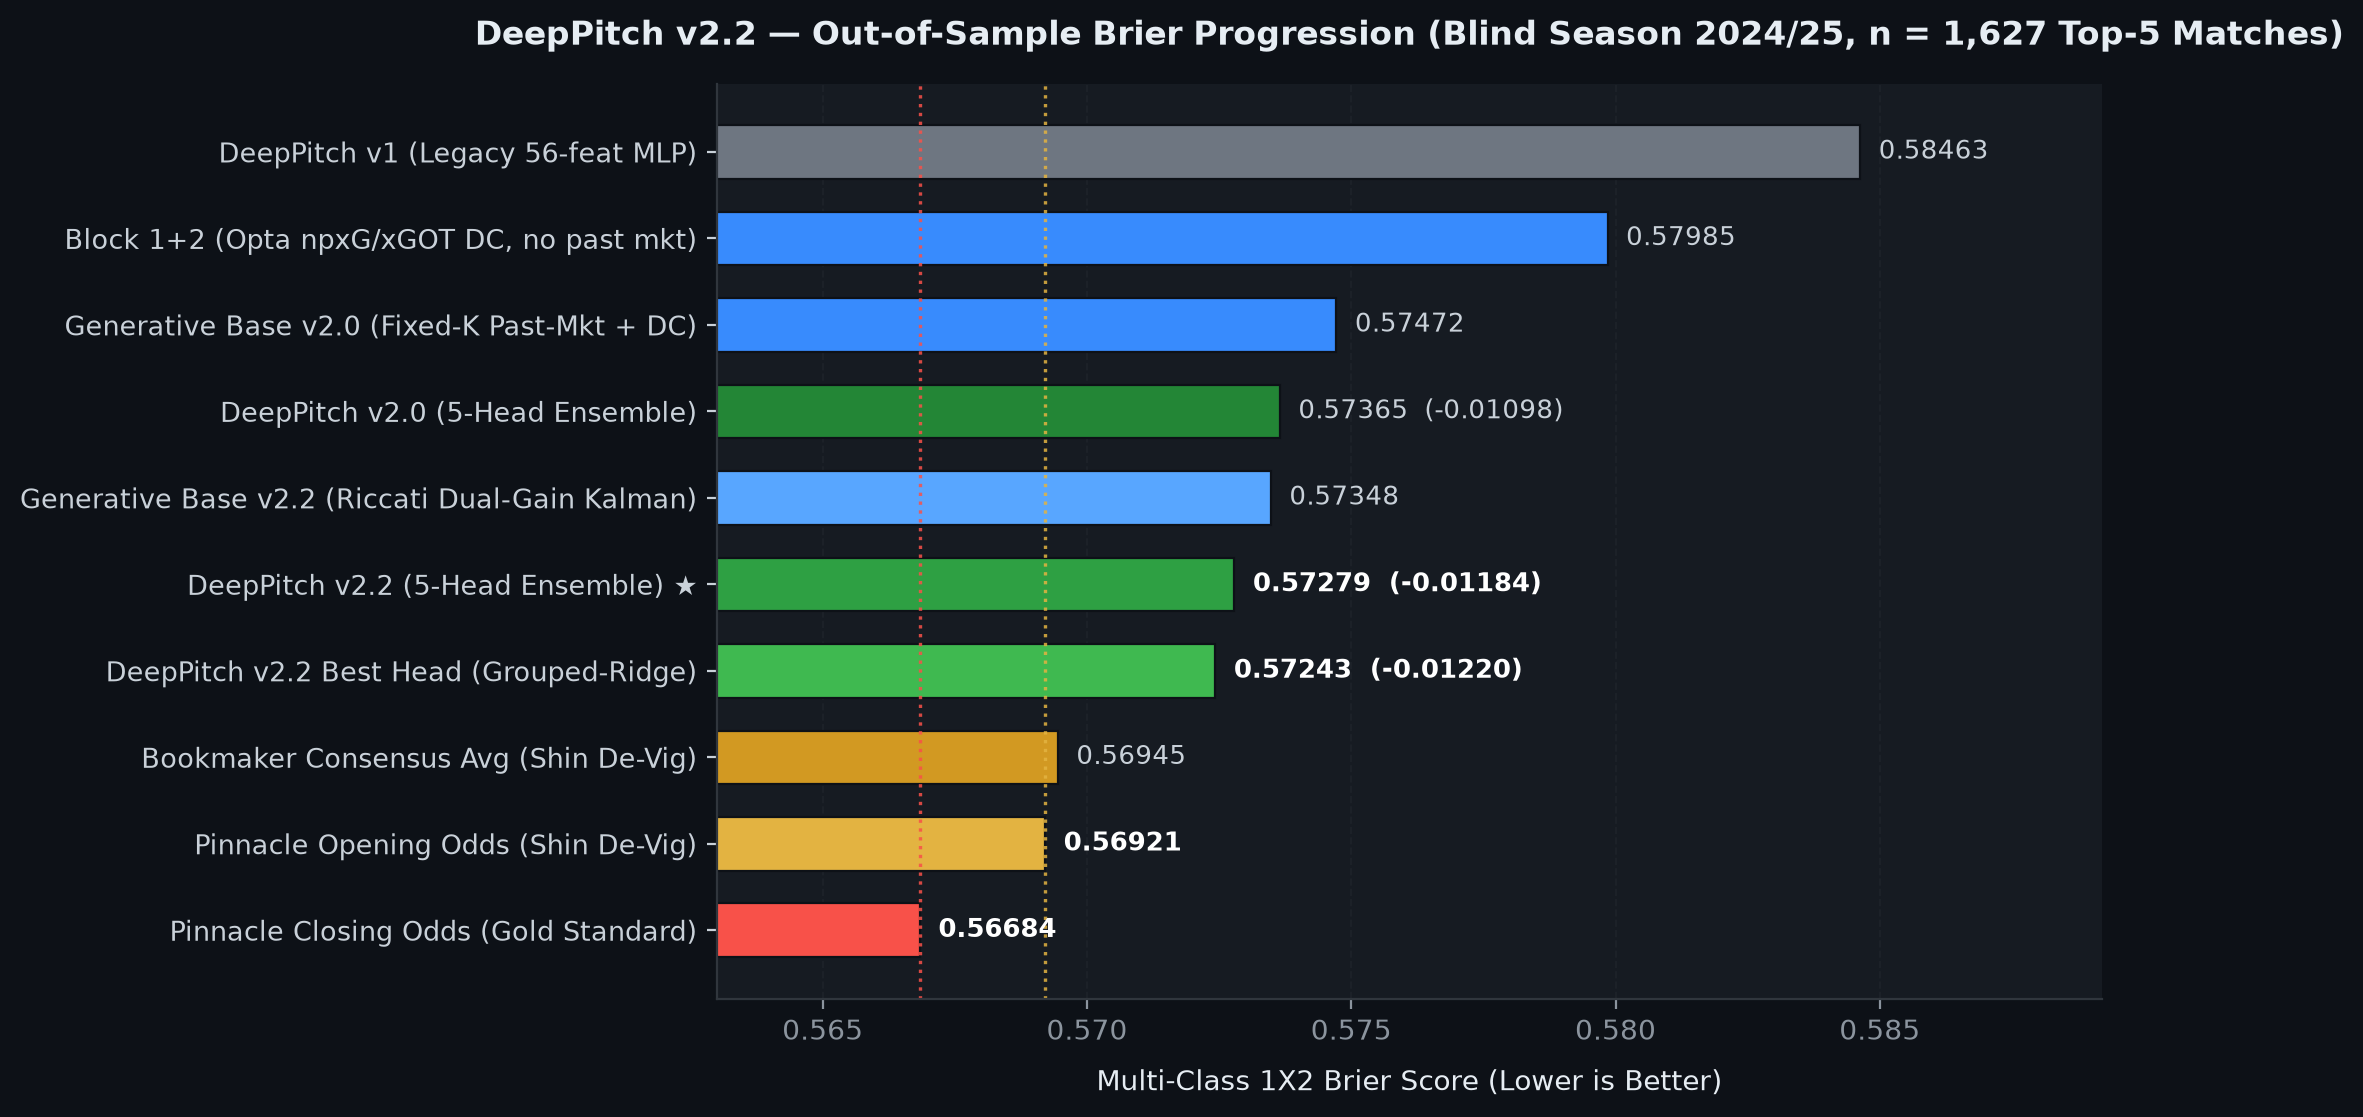 DeepPitch v2.2 — Out-of-Sample Brier Progression (Blind Season 2024/25, n = 1,627 Top-5 Matches)
DeepPitch v1 (Legacy 56-feat MLP) 0.58463
Block 1+2 (Opta npxG/xGOT DC, no past mkt) 0.57985
Generative Base v2.0 (Fixed-K Past-Mkt + DC) 0.57472
DeepPitch v2.0 (5-Head Ensemble) 0.57365 (-0.01098)
Generative Base v2.2 (Riccati Dual-Gain Kalman) 0.57348
DeepPitch v2.2 (5-Head Ensemble) ★ 0.57279 (-0.01184)
DeepPitch v2.2 Best Head (Grouped-Ridge) 0.57243 (-0.01220)
Bookmaker Consensus Avg (Shin De-Vig) 0.56945
Pinnacle Opening Odds (Shin De-Vig) 0.56921
Pinnacle Closing Odds (Gold Standard) 0.56684
0.565 0.570 0.575 0.580 0.585
Multi-Class 1X2 Brier Score (Lower is Better)